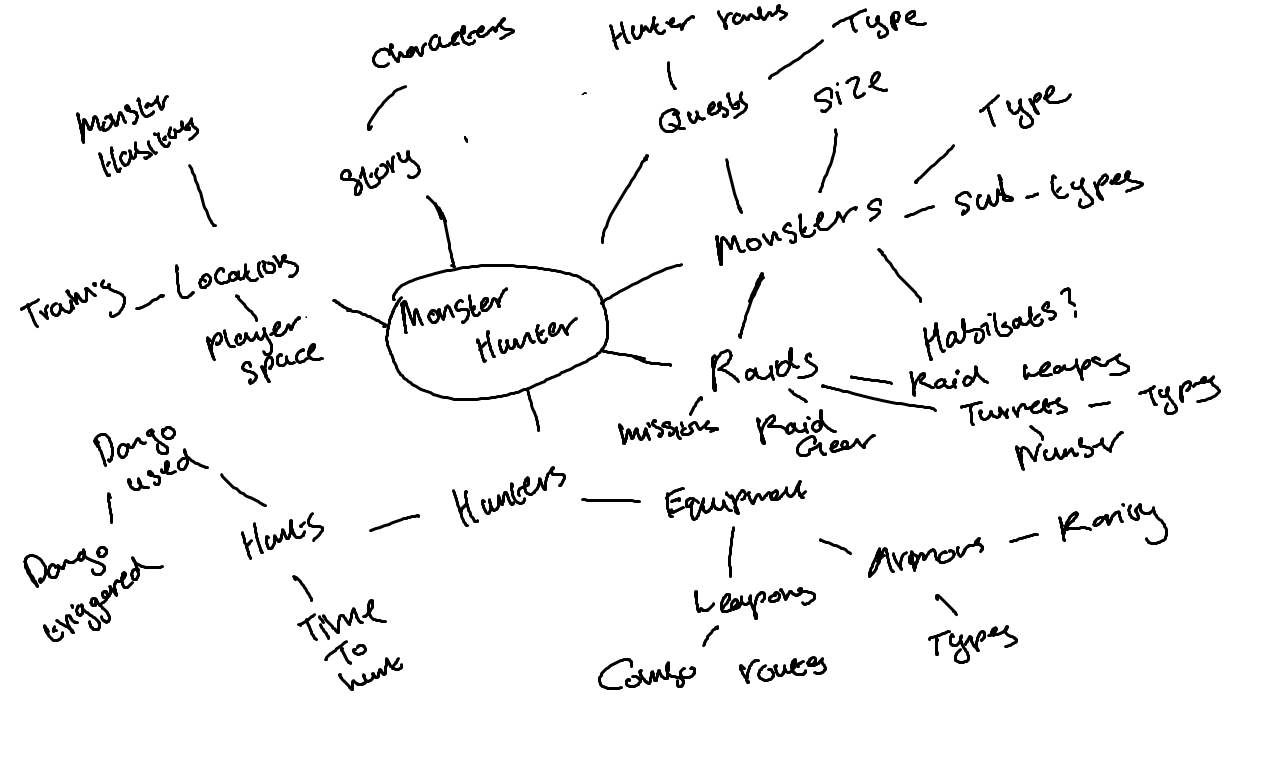 Characters
Hunter ranks
Type
Monster
Habitats
Story
Quests
Size
Type
Sub-types
Monsters
Training
Locations
Player
Space
Monster
Hunter
Habitats?
Raids
Raid weapons
Turrets - Types
Number
missions
Raid
Gear
Dango
used
Hunts
Hunters
Equipment
Armors
Rarity
Dango
triggered
Time
To
hunt
Weapons
Types
Combo routes